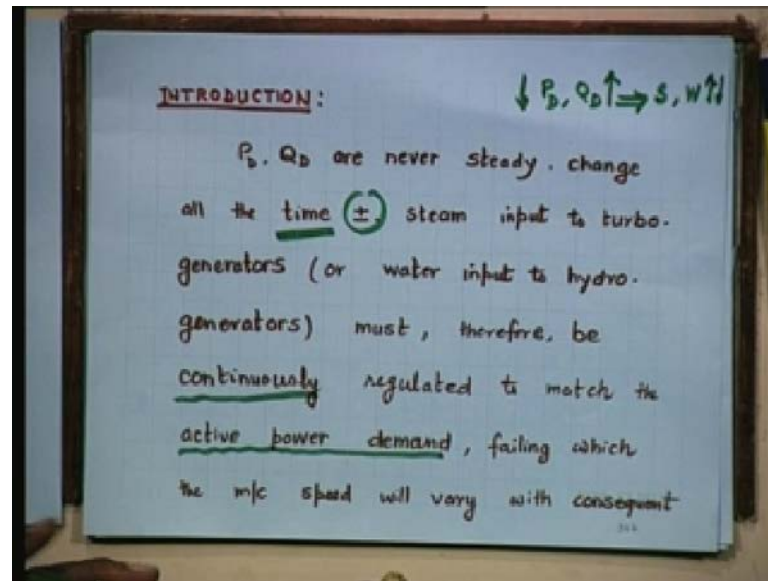 INTRODUCTION:
↓ P_D, Q_D ↑ ⇒ S, W ↑↓
P_D. Q_D are never steady. change
all the time (±) steam input to turbo-
generators (or water input to hydro-
generators) must, therefore, be
continuously regulated to match the
active power demand, failing which
the m/c speed will vary with consequent